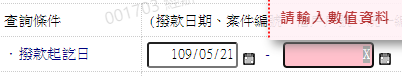 查詢條件
(撥款日期、案件編
請輸入數值資料
．撥款起訖日 109/05/21 -
001703